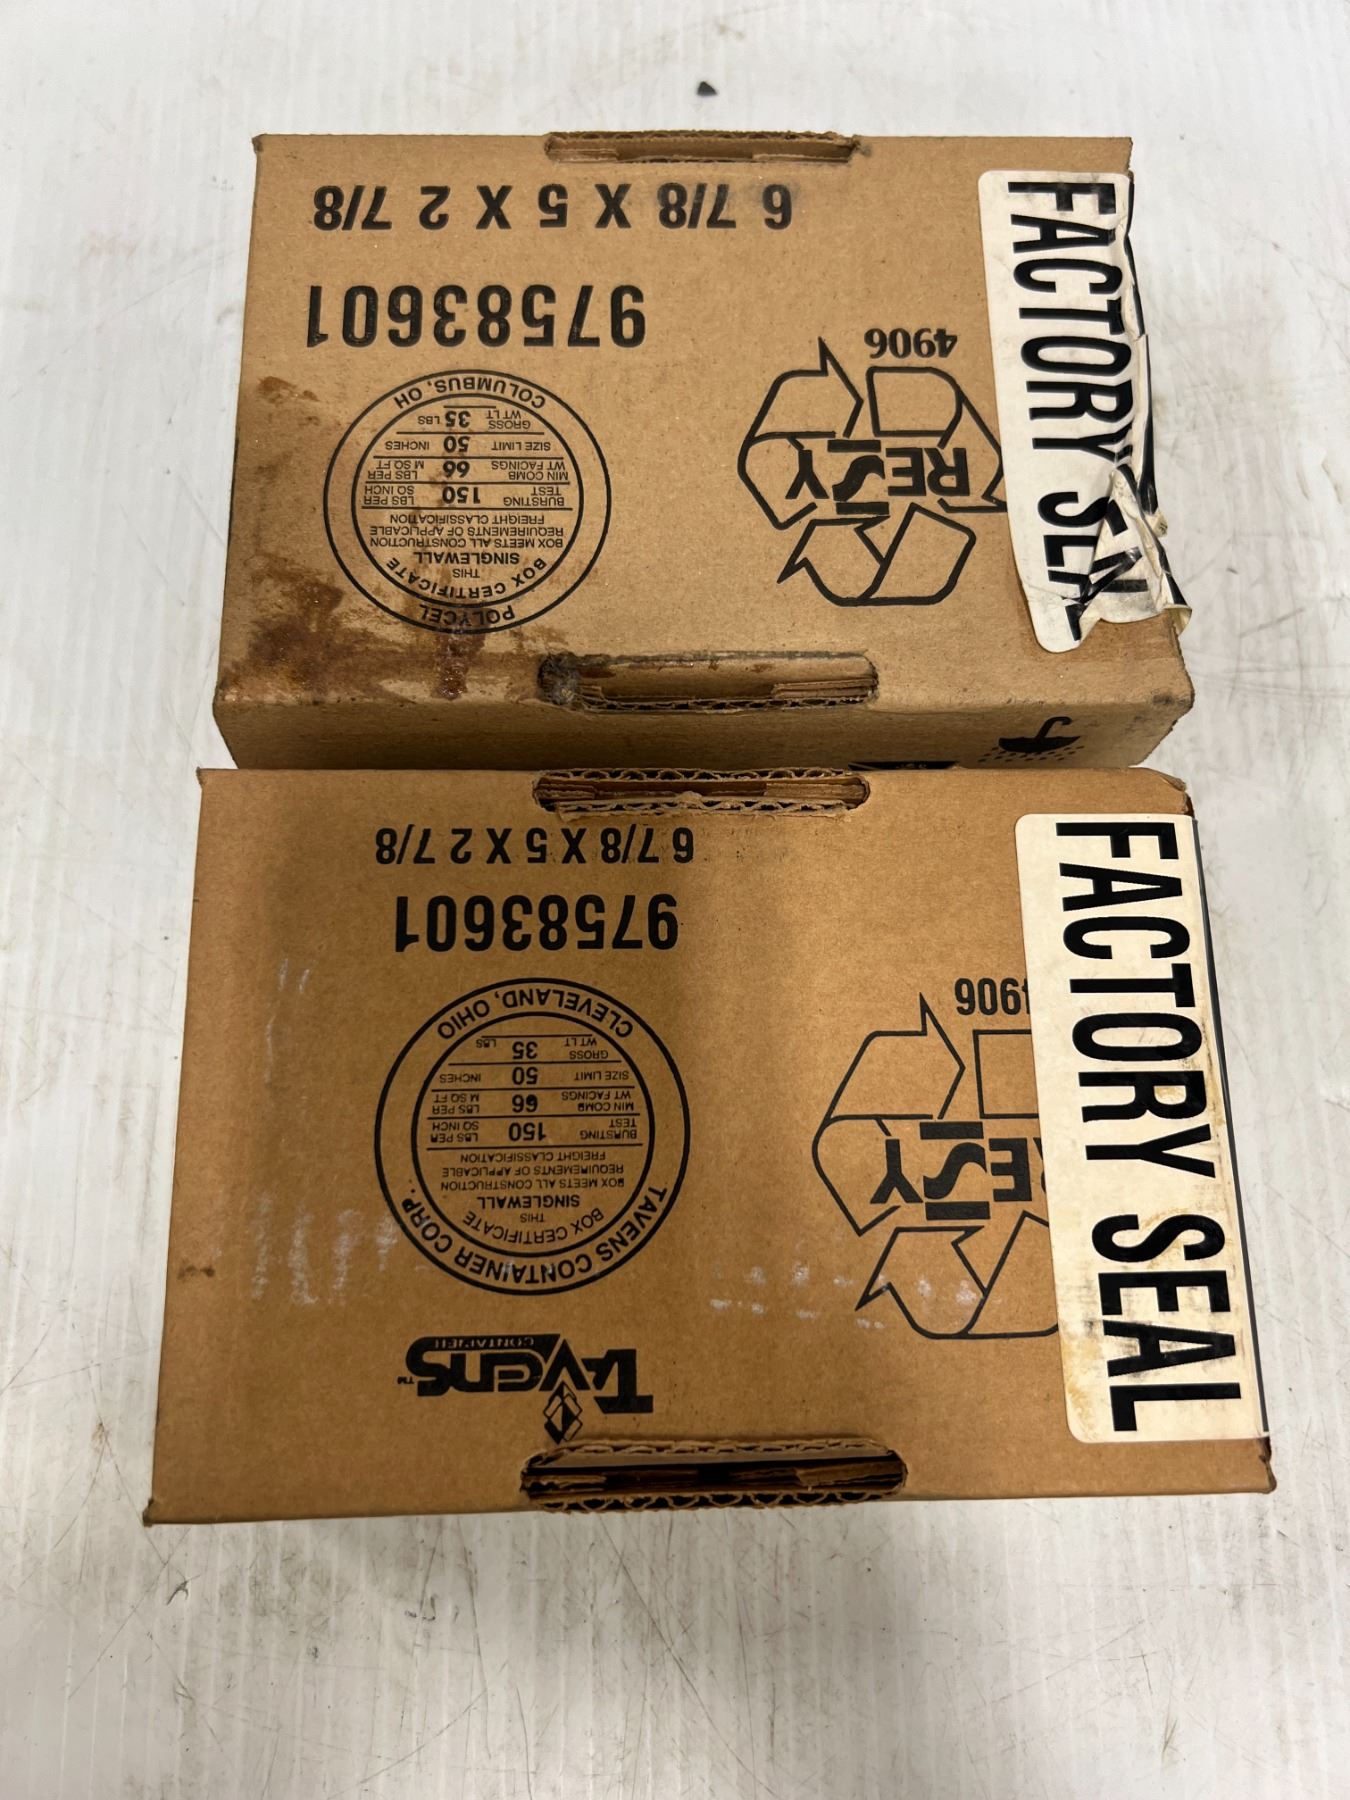 6 7/8 X 5 X 2 7/8
97583601
4906
RESY
COLUMBUS, OH
GROSS WT LT 35 LBS
SIZE LIMIT 50 INCHES
MIN COMB WT FACINGS 66 LBS PER M SQ FT
BURSTING TEST 150 LBS PER SQ INCH
BOX MEETS ALL CONSTRUCTION
REQUIREMENTS OF APPLICABLE
FREIGHT CLASSIFICATION
SINGLEWALL
THIS
BOX CERTIFICATE
POLYCEL
FACTORY SEAL
6 7/8 X 5 X 2 7/8
97583601
906
RESY
CLEVELAND, OHIO
GROSS WT LT 35 LBS
SIZE LIMIT 50 INCHES
MIN COMB WT FACINGS 66 LBS PER M SQ FT
BURSTING TEST 150 LBS PER SQ INCH
BOX MEETS ALL CONSTRUCTION
REQUIREMENTS OF APPLICABLE
FREIGHT CLASSIFICATION
SINGLEWALL
THIS
BOX CERTIFICATE
TAVENS CONTAINER CORP.
TAVENS™
CONTAINER
FACTORY SEAL